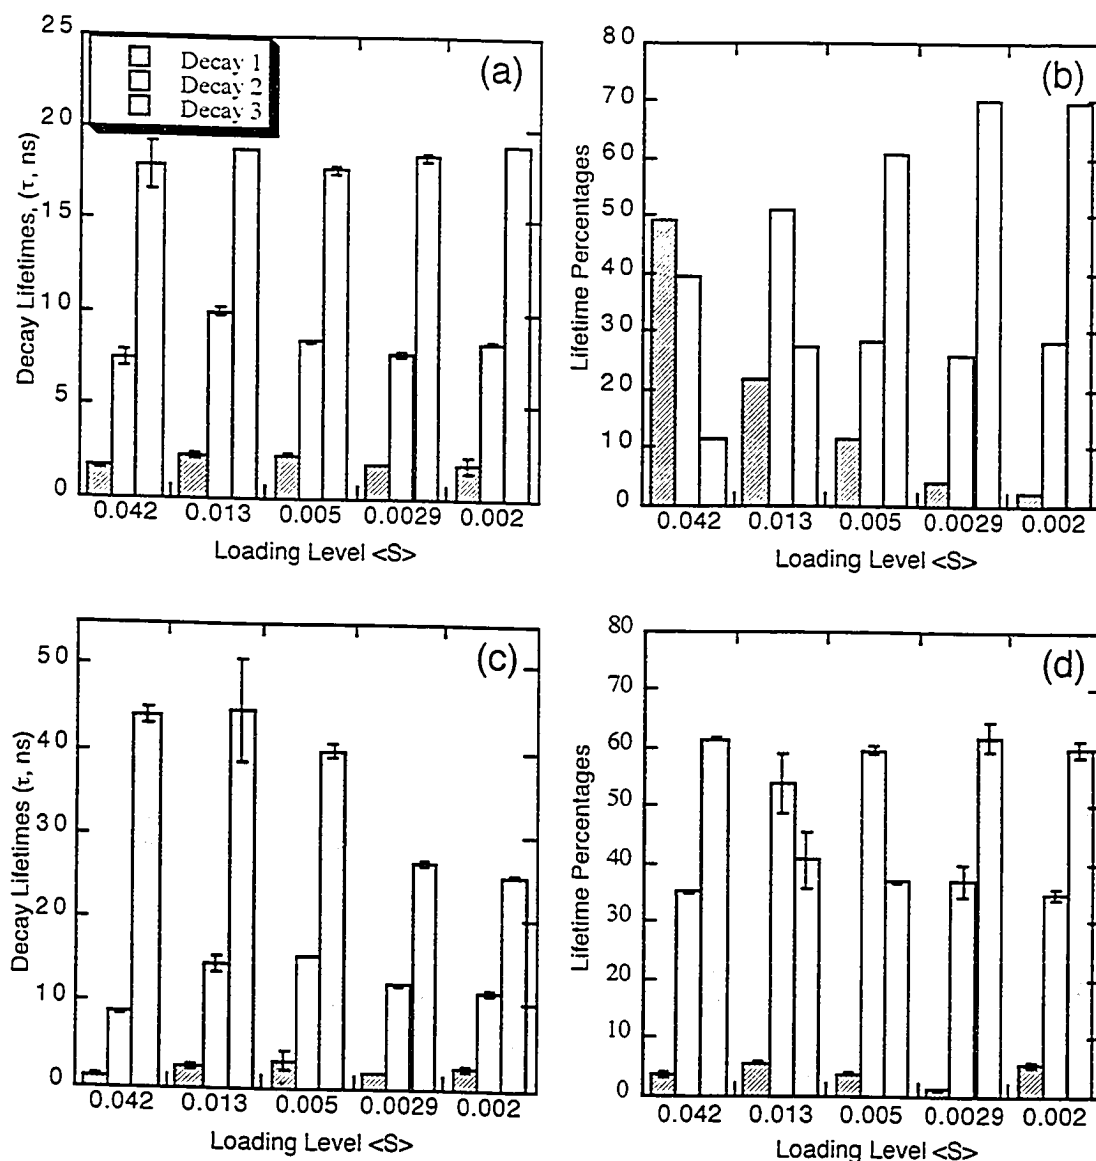 (a)
Decay 1
Decay 2
Decay 3
25
20
15
10
5
0
Decay Lifetimes, (τ, ns)
0.042 0.013 0.005 0.0029 0.002
Loading Level <S>
(b)
80
70
60
50
40
30
20
10
0
Lifetime Percentages
0.042 0.013 0.005 0.0029 0.002
Loading Level <S>
(c)
50
40
30
20
10
0
Decay Lifetimes (τ, ns)
0.042 0.013 0.005 0.0029 0.002
Loading Level <S>
(d)
80
70
60
50
40
30
20
10
0
Lifetime Percentages
0.042 0.013 0.005 0.0029 0.002
Loading Level <S>